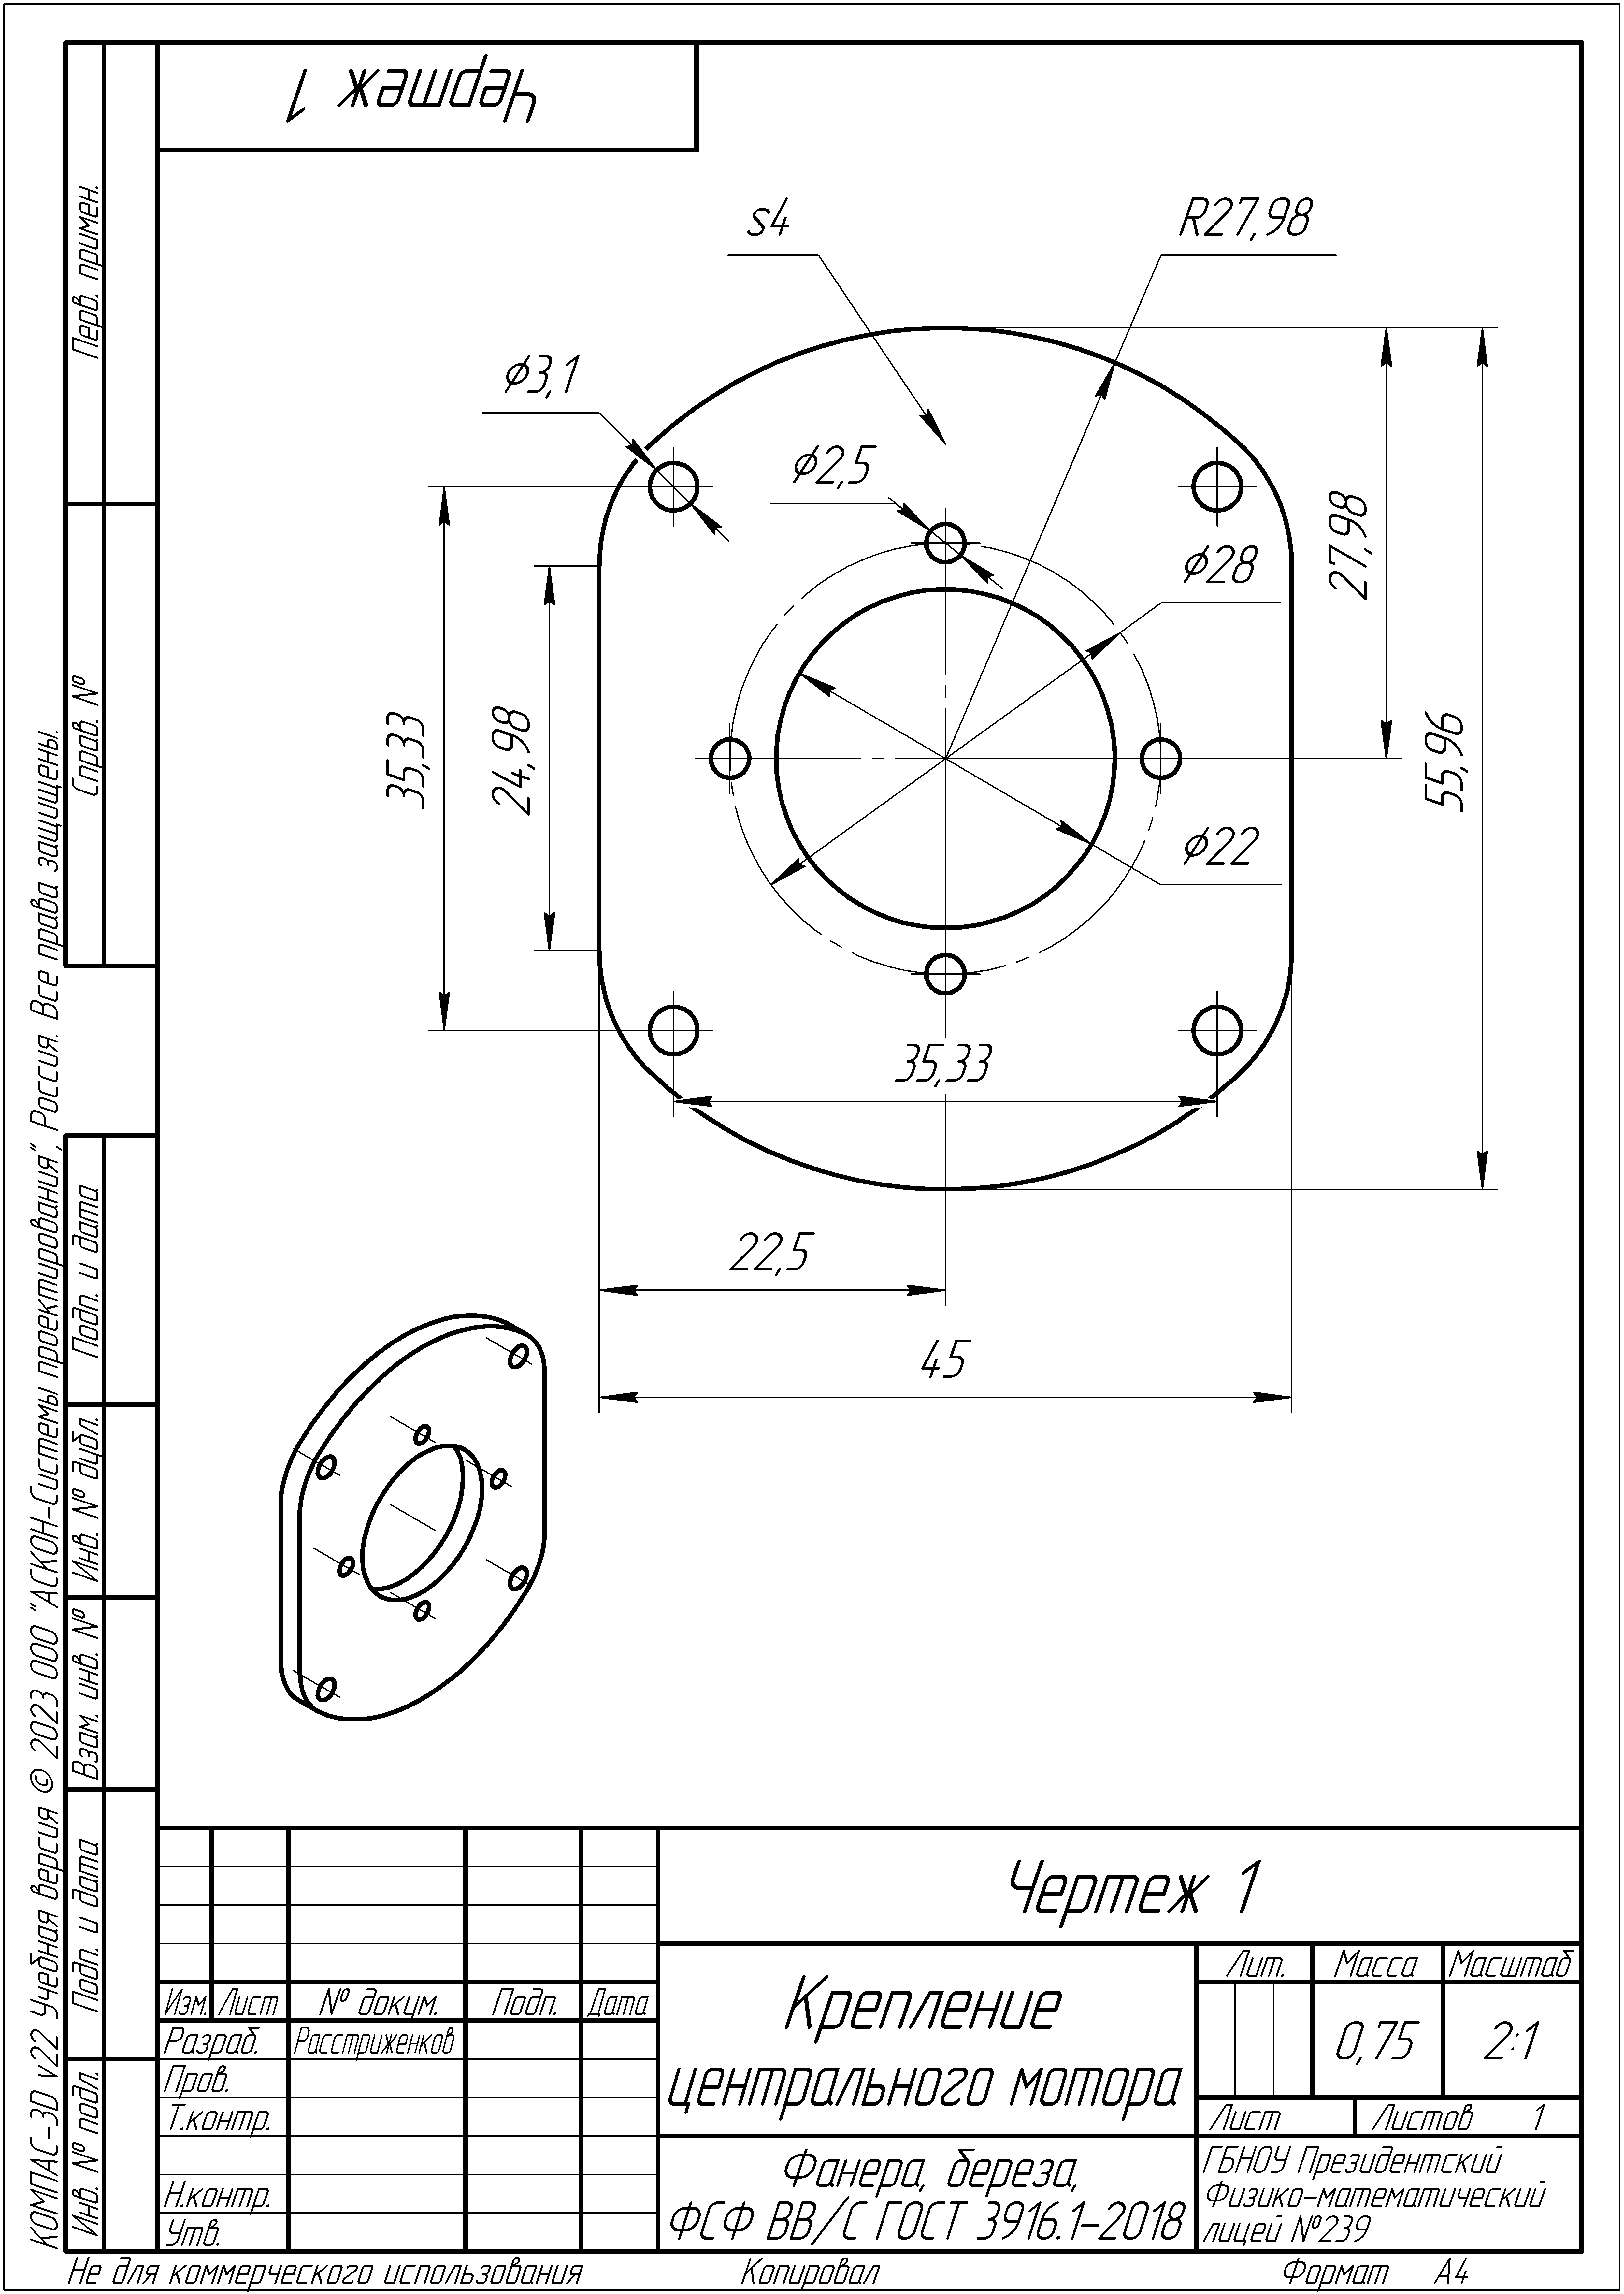 Чертеж 1
Перв. примен.
Справ. №
Подп. и дата
Инв. № дубл.
Взам. инв. №
Подп. и дата
Инв. № подл.
КОМПАС-3D v22 Учебная версия © 2023 ООО "АСКОН-Системы проектирования", Россия. Все права защищены.
s4
R27,98
ϕ3,1
ϕ2,5
ϕ28
27,98
35,33
24,98
55,96
ϕ22
35,33
22,5
45
Чертеж 1
Крепление
центрального мотора
Лит. Масса Масштаб
0,75 2:1
Лист Листов 1
Изм. Лист № докум. Подп. Дата
Разраб. Расстриженков
Пров.
Т.контр.
Н.контр.
Утв.
Фанера, береза,
ФСФ BB/C ГОСТ 3916.1-2018
ГБНОУ Президентский
Физико-математический
лицей №239
Не для коммерческого использования Копировал Формат A4